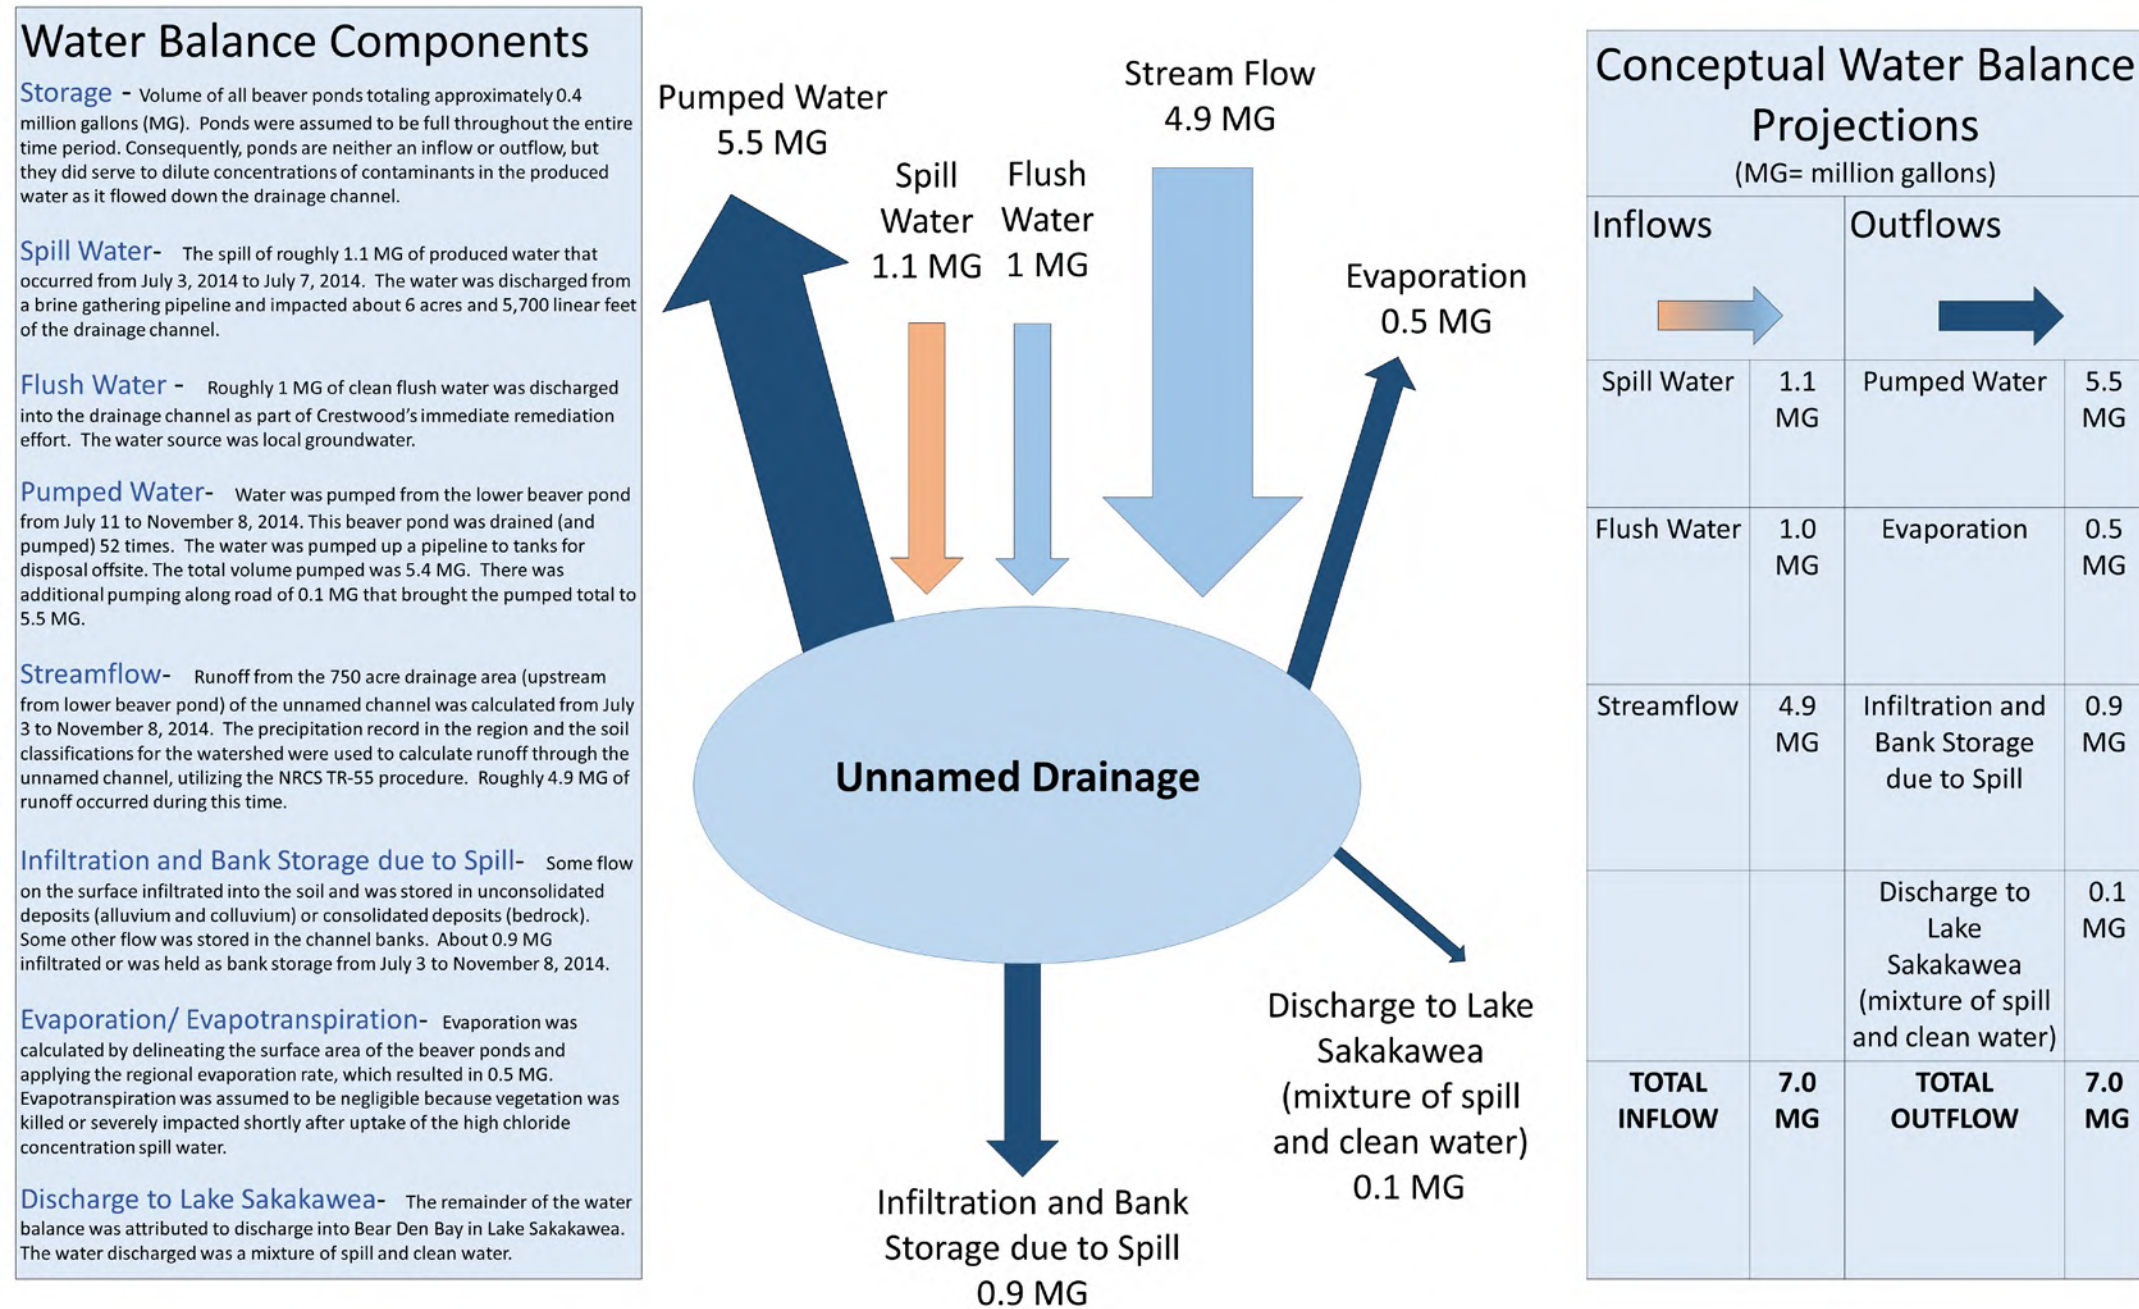 Water Balance Components
Storage - Volume of all beaver ponds totaling approximately 0.4
million gallons (MG). Ponds were assumed to be full throughout the entire
time period. Consequently, ponds are neither an inflow or outflow, but
they did serve to dilute concentrations of contaminants in the produced
water as it flowed down the drainage channel.
Spill Water- The spill of roughly 1.1 MG of produced water that
occurred from July 3, 2014 to July 7, 2014. The water was discharged from
a brine gathering pipeline and impacted about 6 acres and 5,700 linear feet
of the drainage channel.
Flush Water - Roughly 1 MG of clean flush water was discharged
into the drainage channel as part of Crestwood's immediate remediation
effort. The water source was local groundwater.
Pumped Water- Water was pumped from the lower beaver pond
from July 11 to November 8, 2014. This beaver pond was drained (and
pumped) 52 times. The water was pumped up a pipeline to tanks for
disposal offsite. The total volume pumped was 5.4 MG. There was
additional pumping along road of 0.1 MG that brought the pumped total to
5.5 MG.
Streamflow- Runoff from the 750 acre drainage area (upstream
from lower beaver pond) of the unnamed channel was calculated from July
3 to November 8, 2014. The precipitation record in the region and the soil
classifications for the watershed were used to calculate runoff through the
unnamed channel, utilizing the NRCS TR-55 procedure. Roughly 4.9 MG of
runoff occurred during this time.
Infiltration and Bank Storage due to Spill- Some flow
on the surface infiltrated into the soil and was stored in unconsolidated
deposits (alluvium and colluvium) or consolidated deposits (bedrock).
Some other flow was stored in the channel banks. About 0.9 MG
infiltrated or was held as bank storage from July 3 to November 8, 2014.
Evaporation/ Evapotranspiration- Evaporation was
calculated by delineating the surface area of the beaver ponds and
applying the regional evaporation rate, which resulted in 0.5 MG.
Evapotranspiration was assumed to be negligible because vegetation was
killed or severely impacted shortly after uptake of the high chloride
concentration spill water.
Discharge to Lake Sakakawea- The remainder of the water
balance was attributed to discharge into Bear Den Bay in Lake Sakakawea.
The water discharged was a mixture of spill and clean water.
Pumped Water
5.5 MG
Spill
Water
1.1 MG
Flush
Water
1 MG
Stream Flow
4.9 MG
Evaporation
0.5 MG
Unnamed Drainage
Discharge to Lake
Sakakawea
(mixture of spill
and clean water)
0.1 MG
Infiltration and Bank
Storage due to Spill
0.9 MG
Conceptual Water Balance
Projections
(MG= million gallons)
Inflows
Outflows
Spill Water
1.1
MG
Pumped Water
5.5
MG
Flush Water
1.0
MG
Evaporation
0.5
MG
Streamflow
4.9
MG
Infiltration and
Bank Storage
due to Spill
0.9
MG
Discharge to
Lake
Sakakawea
(mixture of spill
and clean water)
0.1
MG
TOTAL
INFLOW
7.0
MG
TOTAL
OUTFLOW
7.0
MG